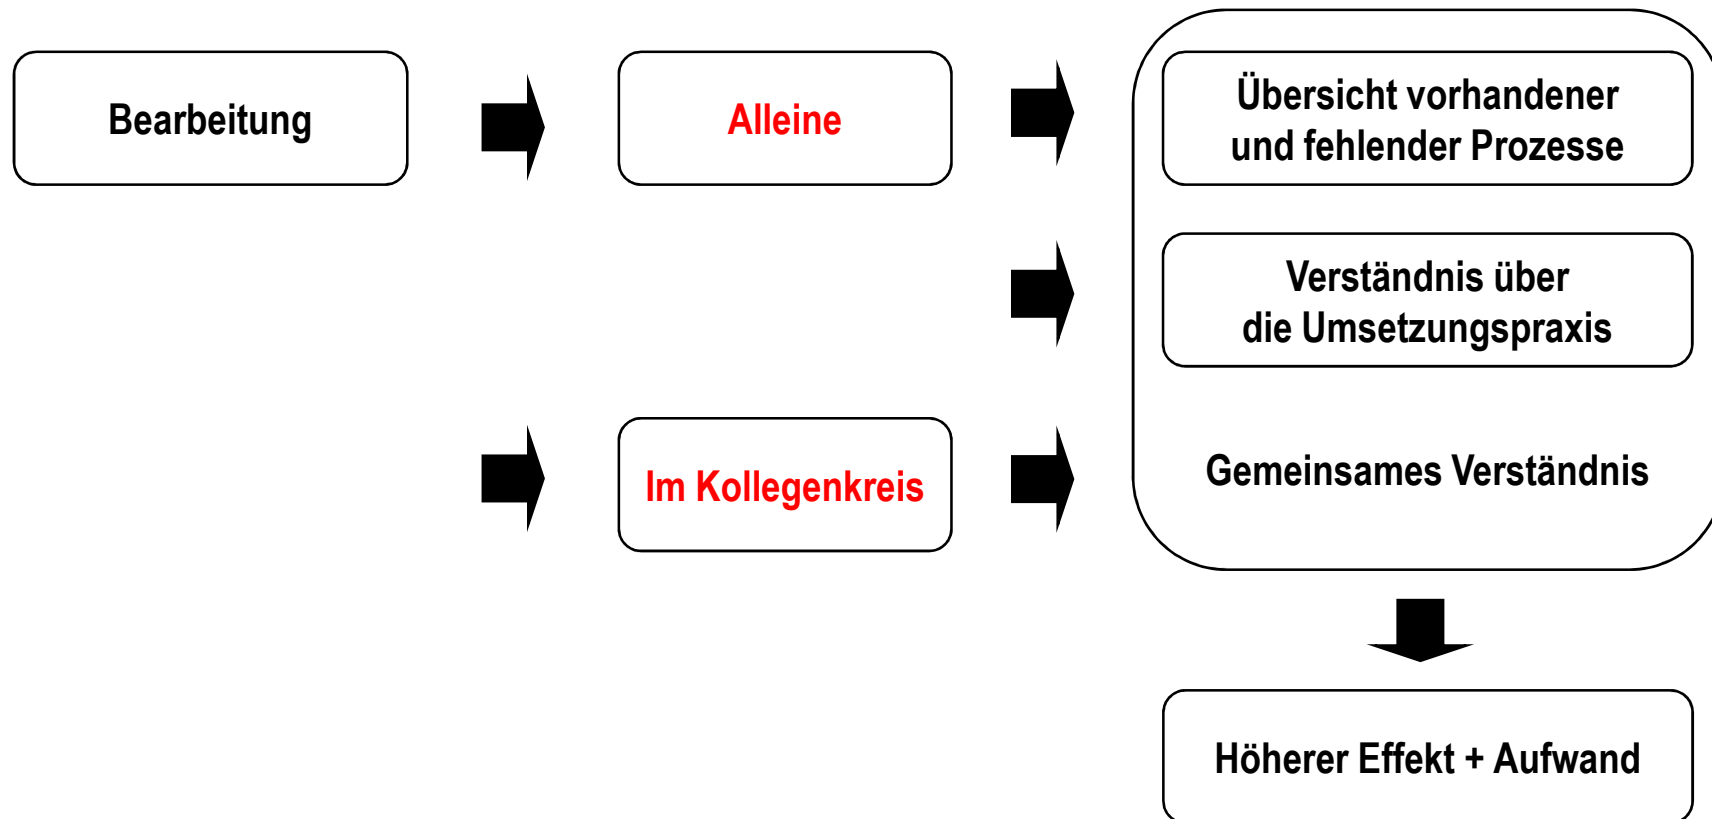 Bearbeitung
Alleine
Übersicht vorhandener
und fehlender Prozesse
Verständnis über
die Umsetzungspraxis
Im Kollegenkreis
Gemeinsames Verständnis
Höherer Effekt + Aufwand